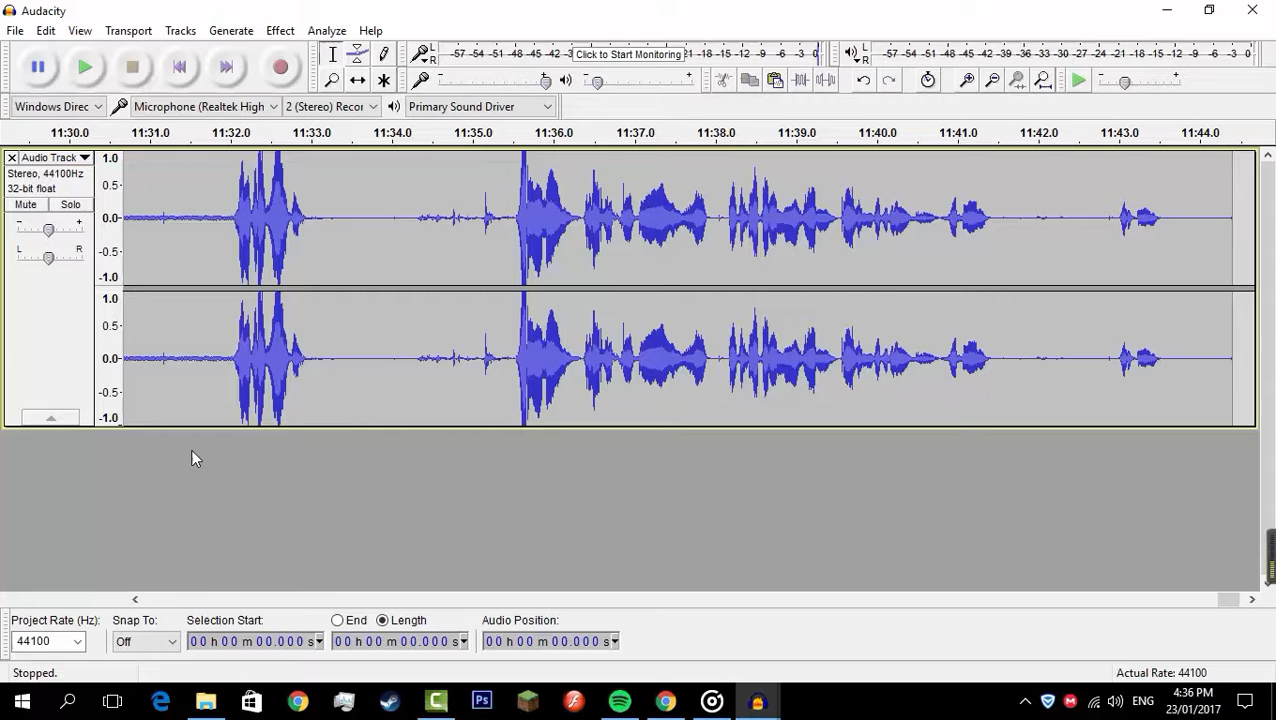 Audacity
File Edit View Transport Tracks Generate Effect Analyze Help
L R -57 -54 -51 -48 -45 -42 -3 Click to Start Monitoring -21 -18 -15 -12 -9 -6 -3 0 L R -57 -54 -51 -48 -45 -42 -39 -36 -33 -30 -27 -24 -21 -18 -15 -12 -9 -6 -3 0
- + - + - +
Windows Direc Microphone (Realtek High 2 (Stereo) Recor Primary Sound Driver
11:30.0 11:31.0 11:32.0 11:33.0 11:34.0 11:35.0 11:36.0 11:37.0 11:38.0 11:39.0 11:40.0 11:41.0 11:42.0 11:43.0 11:44.0
Audio Track 1.0
Stereo, 44100Hz
32-bit float 0.5
Mute Solo
- + 0.0
L R -0.5
-1.0
1.0
0.5
0.0
-0.5
-1.0
Project Rate (Hz): Snap To: Selection Start: End Length Audio Position:
44100 Off 00 h 00 m 00.000 s 00 h 00 m 00.000 s 00 h 00 m 00.000 s
Stopped. Actual Rate: 44100
Ps ENG 4:36 PM
23/01/2017